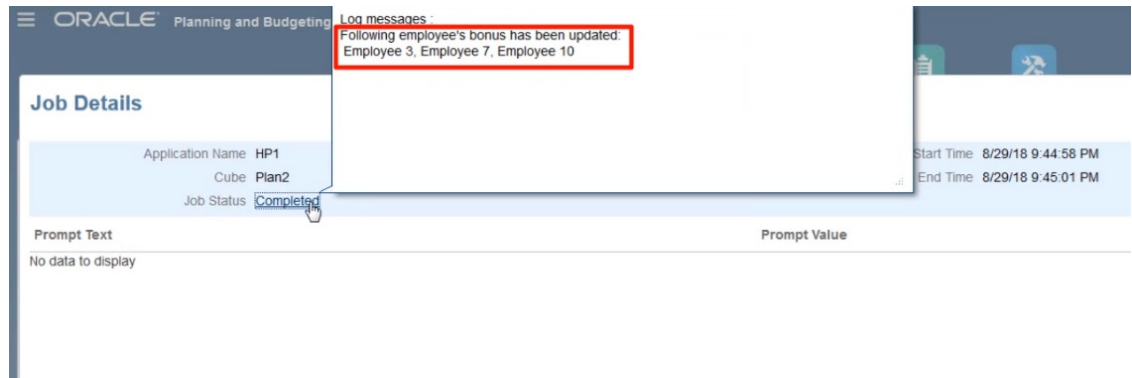 ORACLE® Planning and Budgeting
Log messages :
Following employee's bonus has been updated:
Employee 3, Employee 7, Employee 10
Job Details
Application Name HP1
Start Time 8/29/18 9:44:58 PM
Cube Plan2
End Time 8/29/18 9:45:01 PM
Job Status Completed
Prompt Text Prompt Value
No data to display